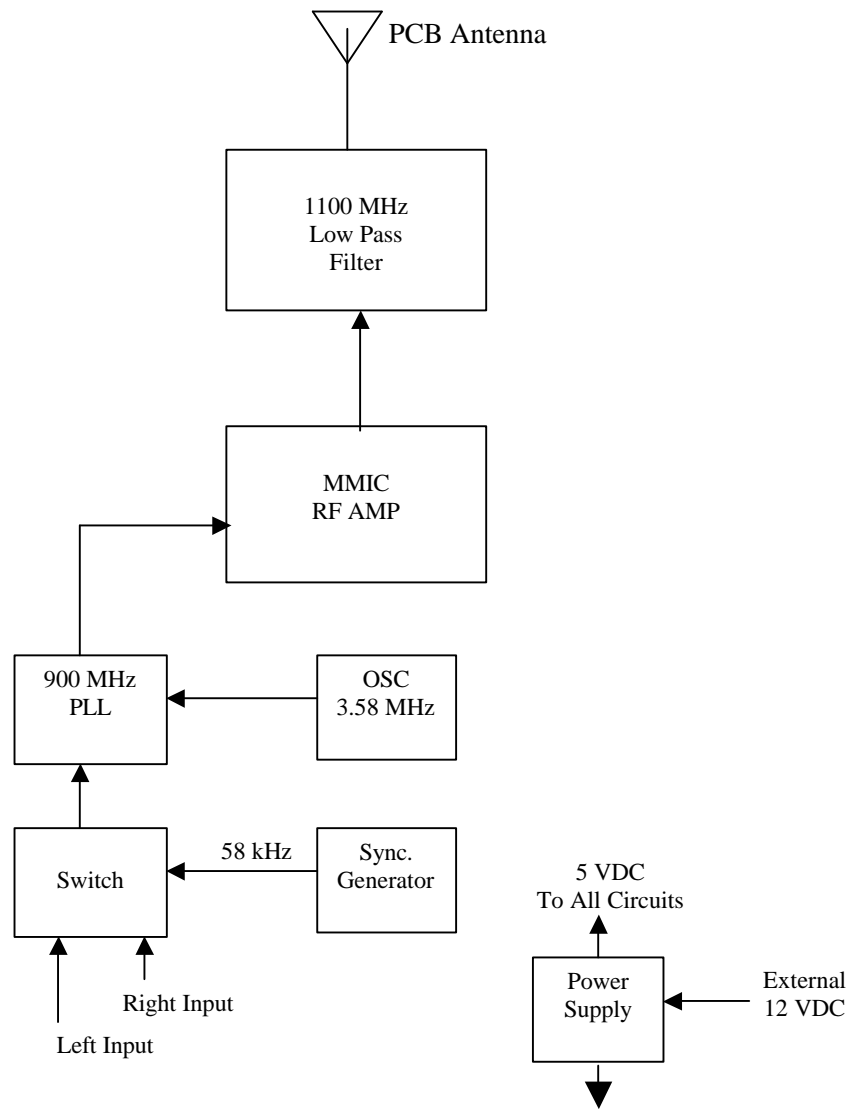 PCB Antenna
1100 MHz
Low Pass
Filter
MMIC
RF AMP
900 MHz
PLL
OSC
3.58 MHz
Switch
58 kHz
Sync.
Generator
Right Input
Left Input
5 VDC
To All Circuits
Power
Supply
External
12 VDC